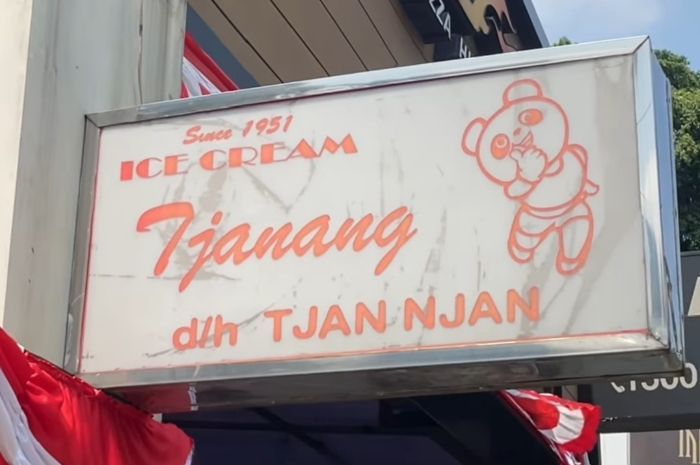 Since 1951
ICE CREAM
Tjanang
d/h TJAN NJAN